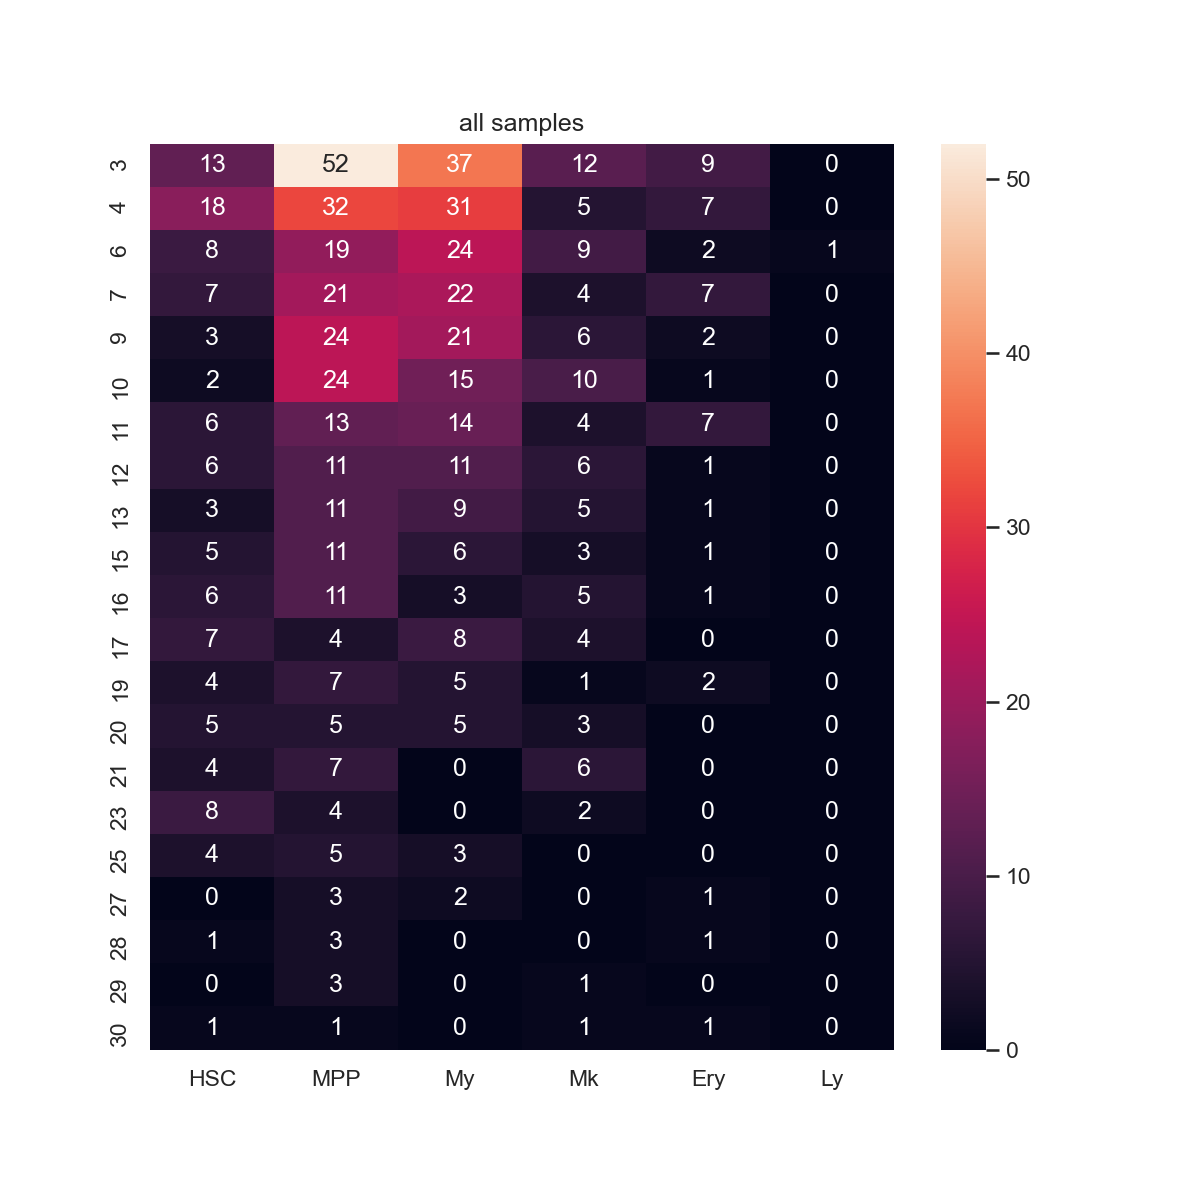 all samples
3 13 52 37 12 9 0
4 18 32 31 5 7 0
6 8 19 24 9 2 1
7 7 21 22 4 7 0
9 3 24 21 6 2 0
10 2 24 15 10 1 0
11 6 13 14 4 7 0
12 6 11 11 6 1 0
13 3 11 9 5 1 0
15 5 11 6 3 1 0
16 6 11 3 5 1 0
17 7 4 8 4 0 0
19 4 7 5 1 2 0
20 5 5 5 3 0 0
21 4 7 0 6 0 0
23 8 4 0 2 0 0
25 4 5 3 0 0 0
27 0 3 2 0 1 0
28 1 3 0 0 1 0
29 0 3 0 1 0 0
30 1 1 0 1 1 0
HSC MPP My Mk Ery Ly
50
40
30
20
10
0